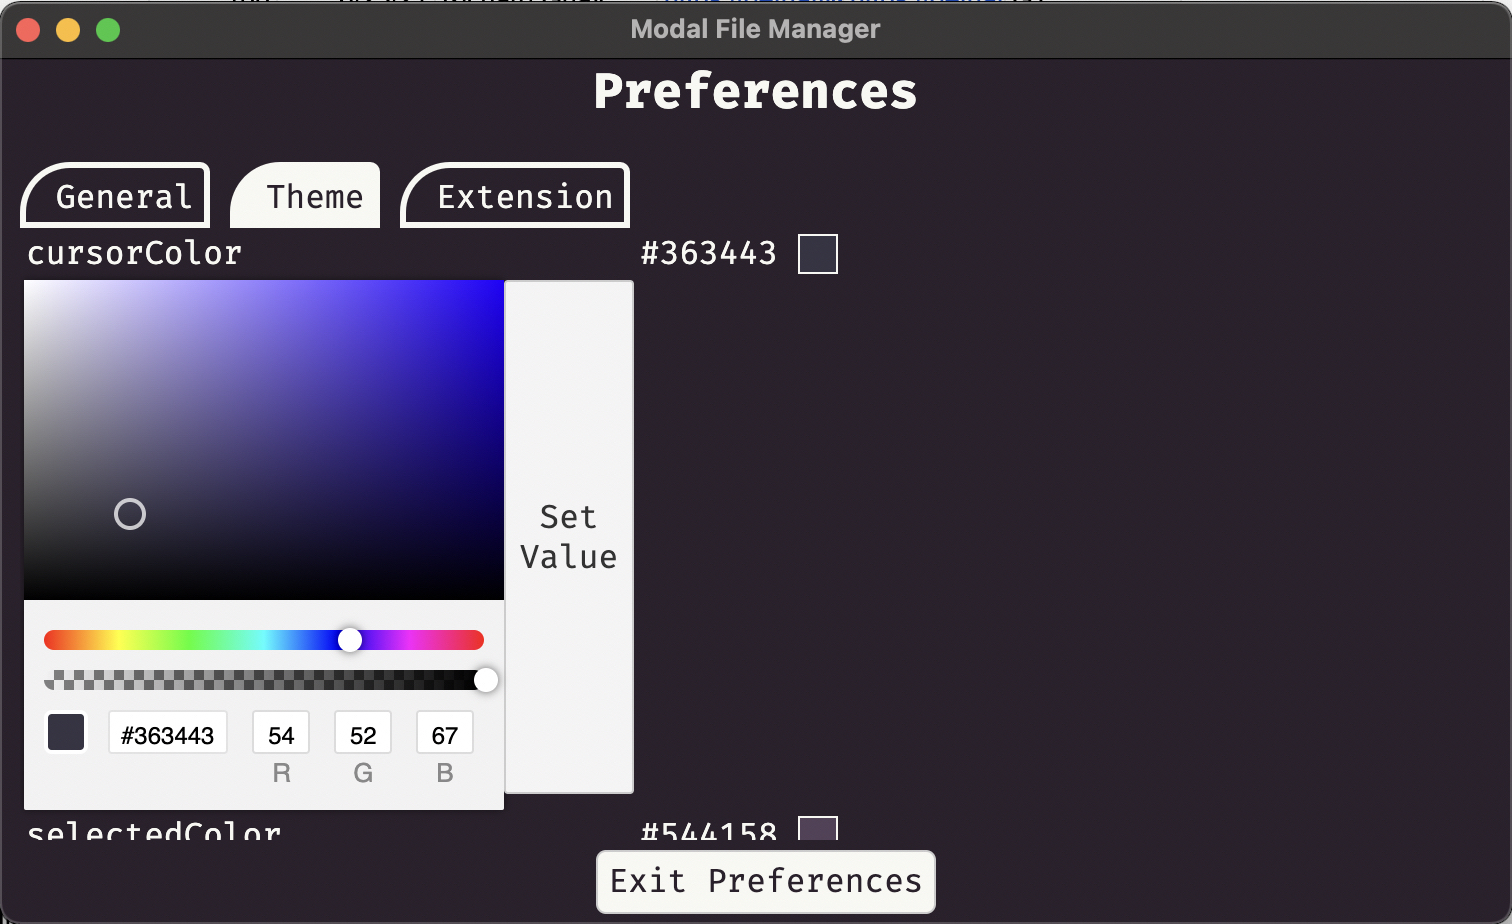 Modal File Manager
Preferences
General Theme Extension
cursorColor #363443
Set
Value
#363443 54 52 67
R G B
selectedColor #544158
Exit Preferences